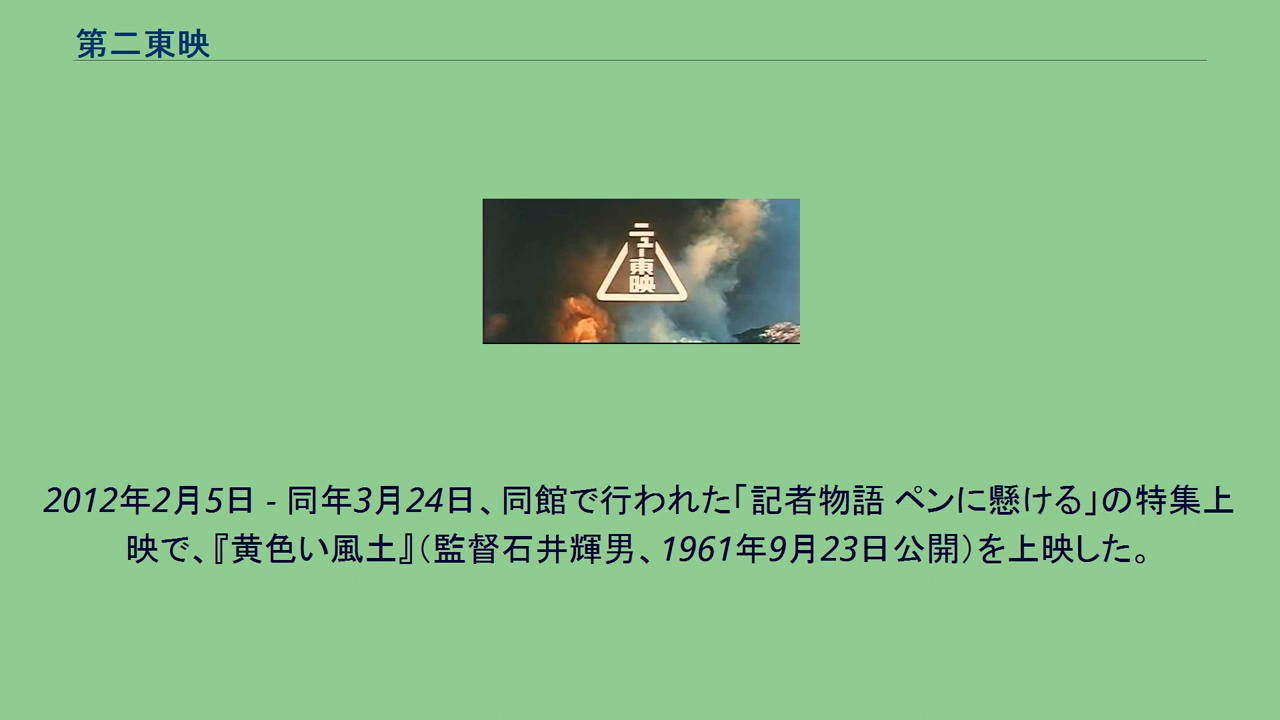 第二東映
ニュー東映
2012年2月5日 - 同年3月24日、同館で行われた「記者物語 ペンに懸ける」の特集上
映で、『黄色い風土』（監督石井輝男、1961年9月23日公開）を上映した。